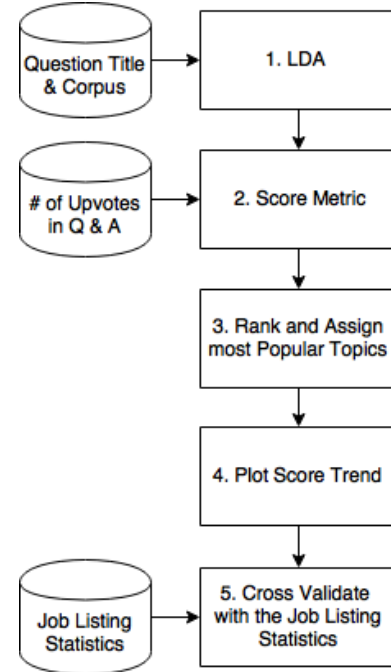 Question Title
& Corpus
1. LDA
# of Upvotes
in Q & A
2. Score Metric
3. Rank and Assign
most Popular Topics
4. Plot Score Trend
Job Listing
Statistics
5. Cross Validate
with the Job Listing
Statistics